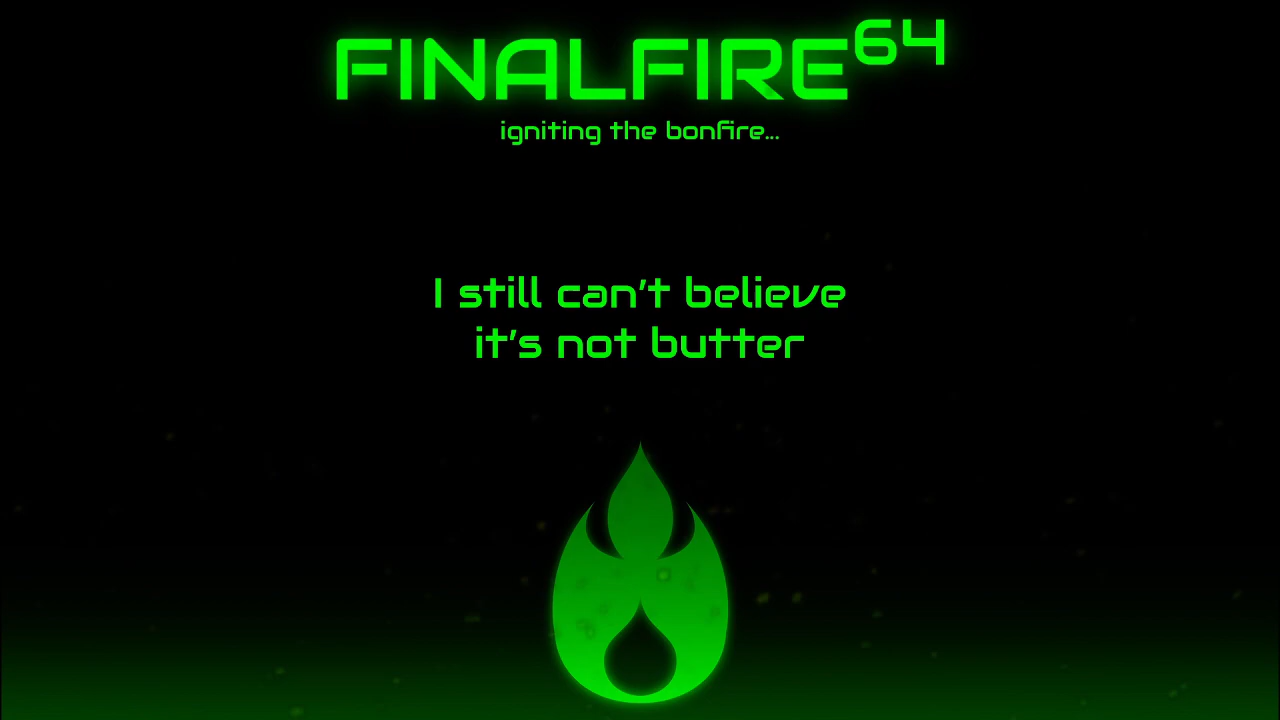 FINALFIRE64
igniting the bonfire...
I still can't believe
it's not butter